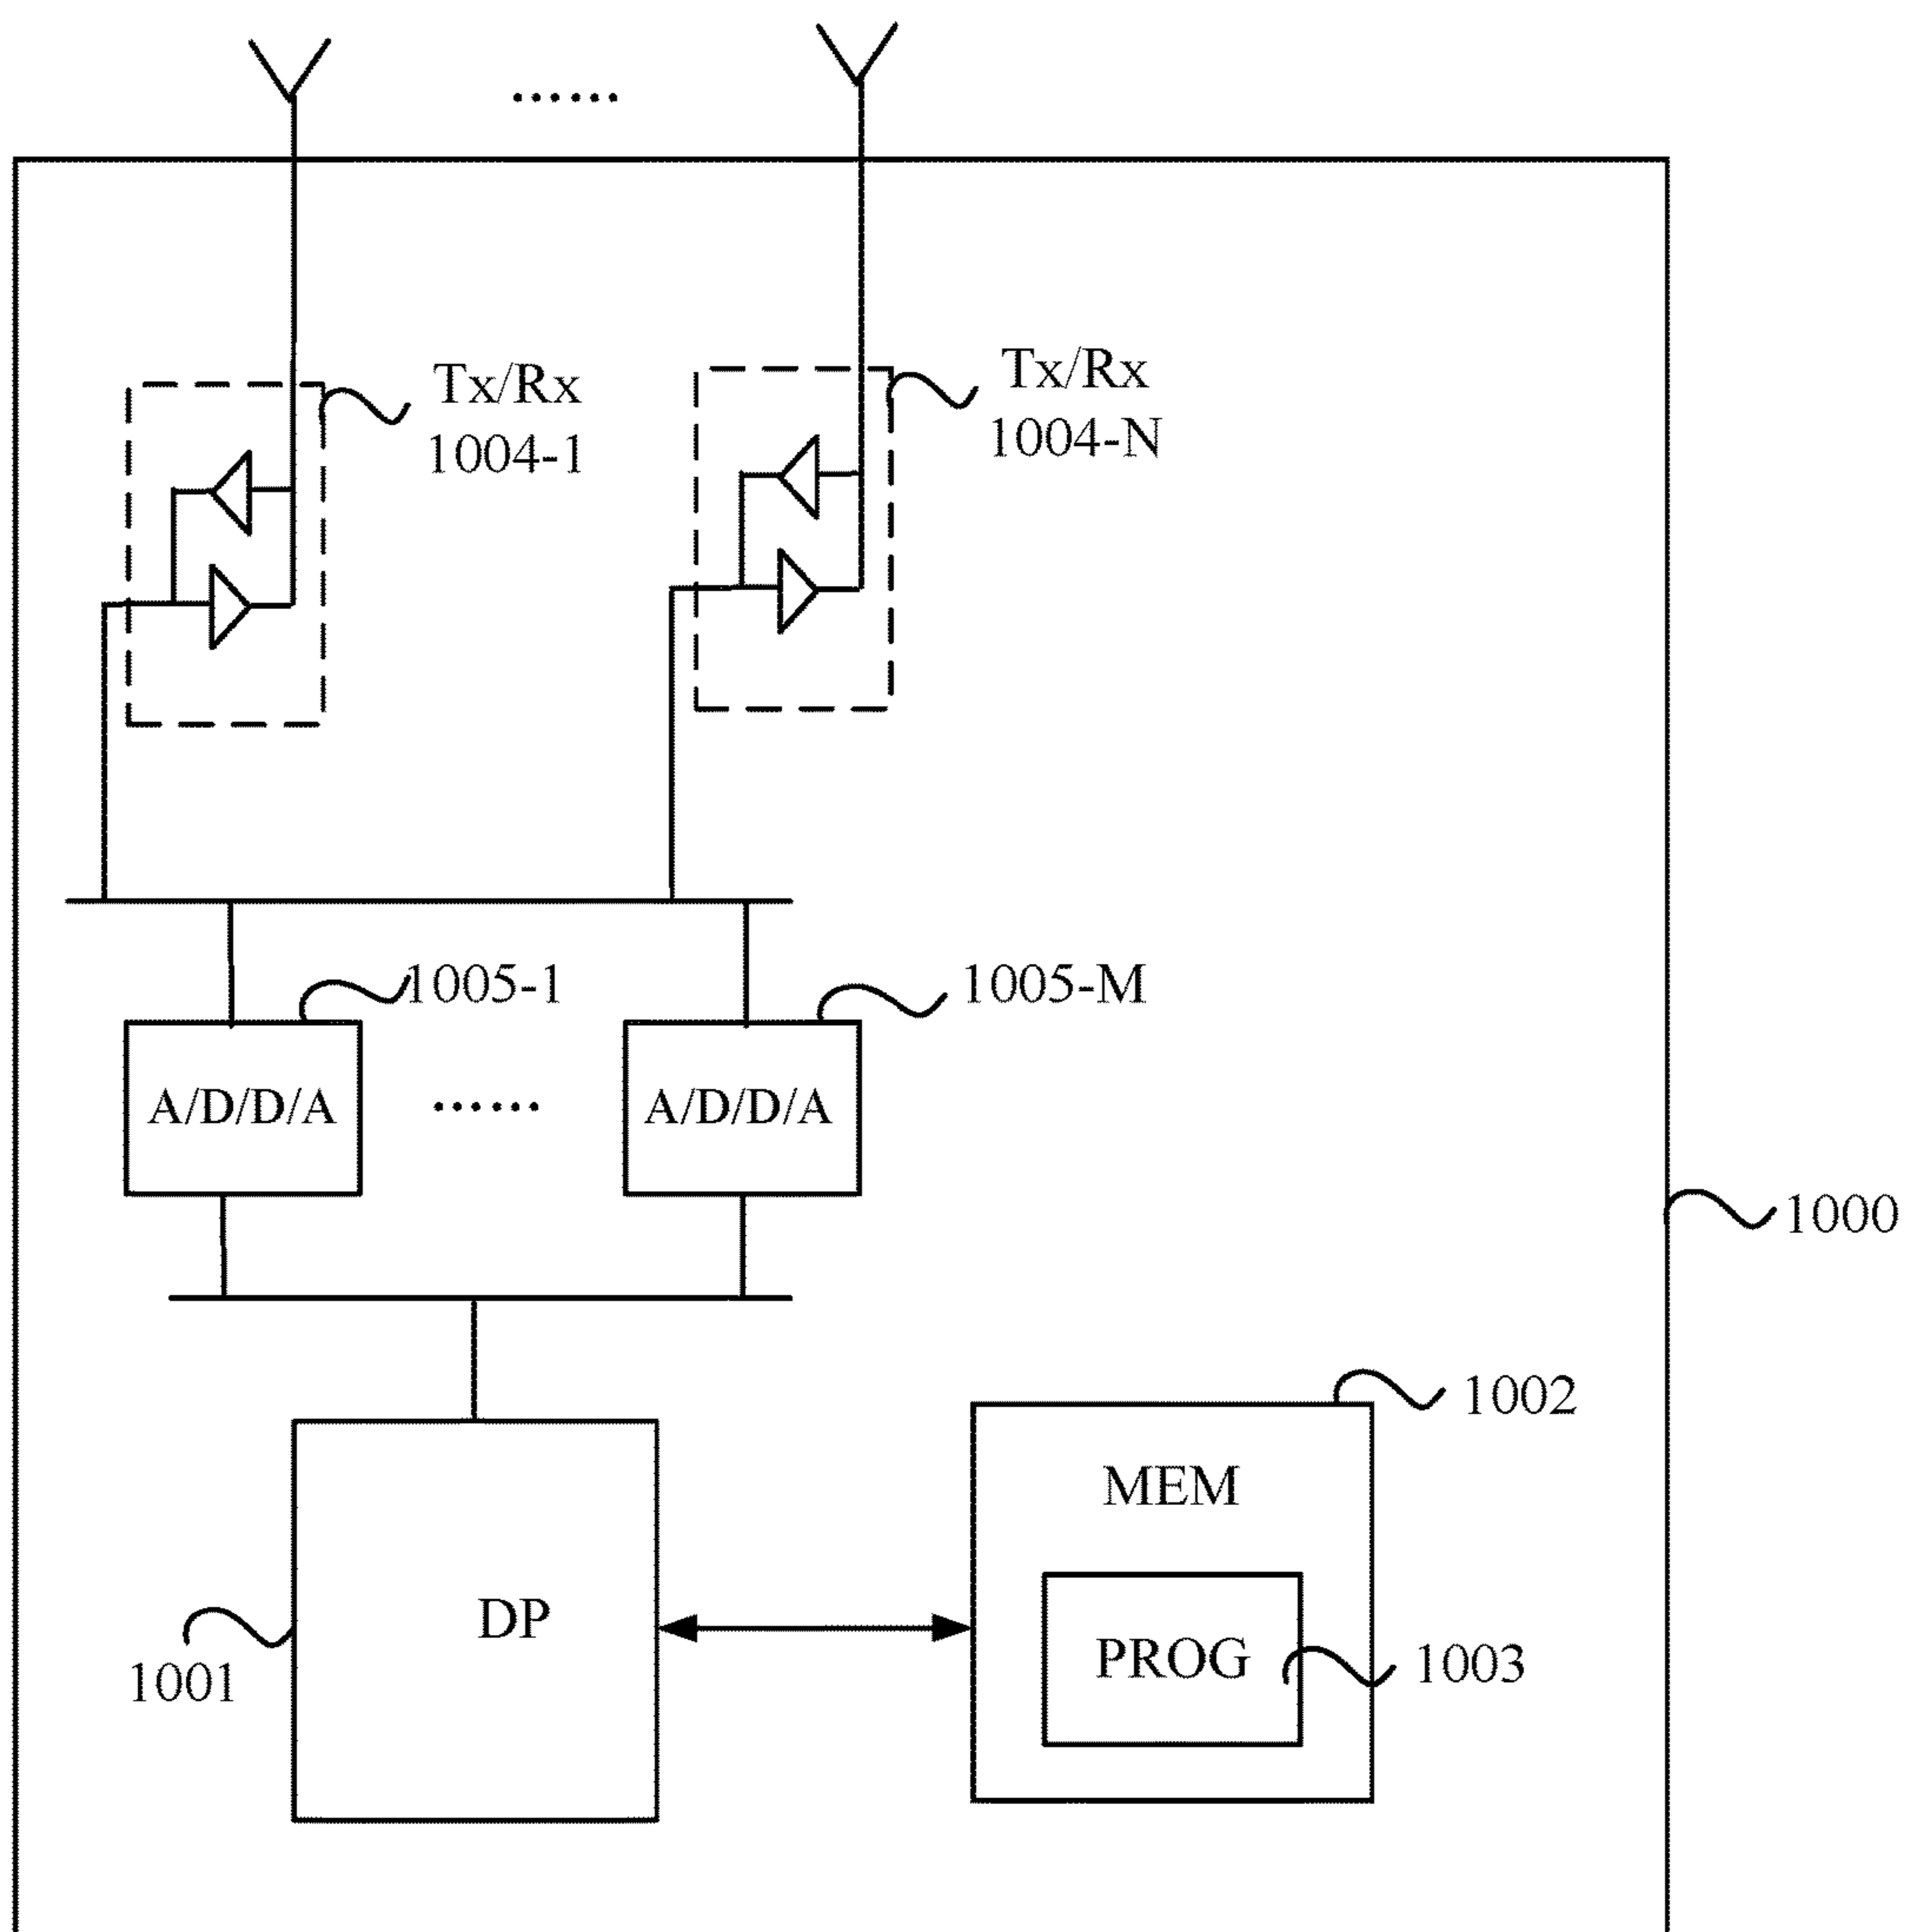 Tx/Rx
1004-1
Tx/Rx
1004-N
1005-1
1005-M
A/D/D/A
......
A/D/D/A
1000
1002
MEM
DP
PROG
1003
1001